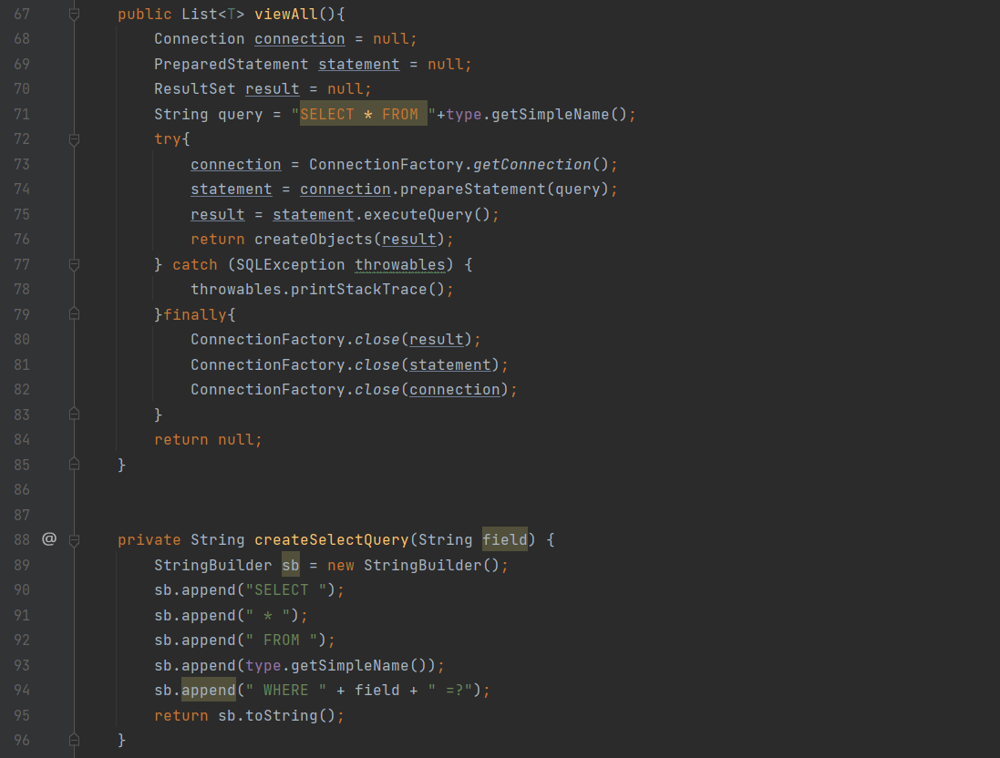 67 public List<T> viewAll(){
68 Connection connection = null;
69 PreparedStatement statement = null;
70 ResultSet result = null;
71 String query = "SELECT * FROM "+type.getSimpleName();
72 try{
73 connection = ConnectionFactory.getConnection();
74 statement = connection.prepareStatement(query);
75 result = statement.executeQuery();
76 return createObjects(result);
77 } catch (SQLException throwables) {
78 throwables.printStackTrace();
79 }finally{
80 ConnectionFactory.close(result);
81 ConnectionFactory.close(statement);
82 ConnectionFactory.close(connection);
83 }
84 return null;
85 }
86
87
88 @ private String createSelectQuery(String field) {
89 StringBuilder sb = new StringBuilder();
90 sb.append("SELECT ");
91 sb.append(" * ");
92 sb.append(" FROM ");
93 sb.append(type.getSimpleName());
94 sb.append(" WHERE " + field + " =?");
95 return sb.toString();
96 }